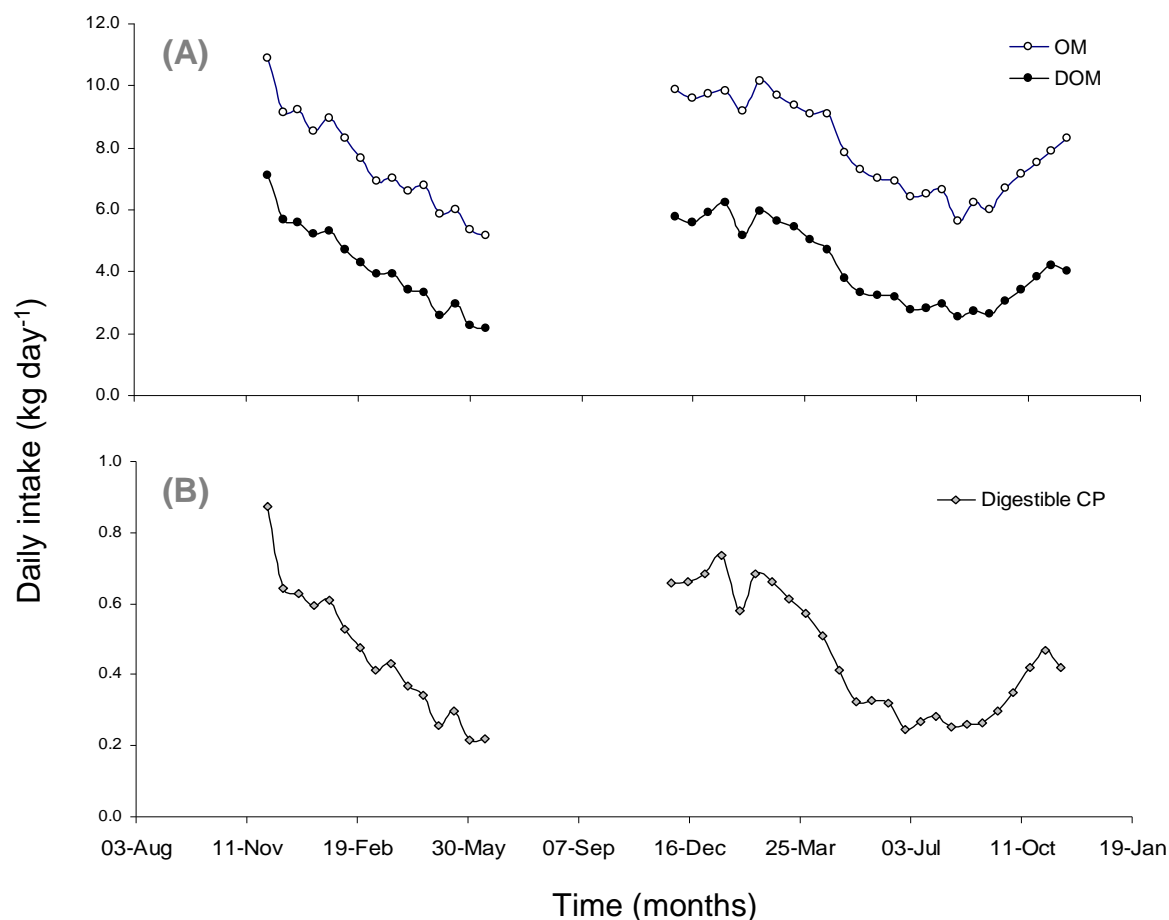 12.0
10.0
8.0
6.0
4.0
2.0
0.0
(A)
OM
DOM
Daily intake (kg day-1)
1.0
0.8
0.6
0.4
0.2
0.0
(B)
Digestible CP
03-Aug 11-Nov 19-Feb 30-May 07-Sep 16-Dec 25-Mar 03-Jul 11-Oct 19-Jan
Time (months)